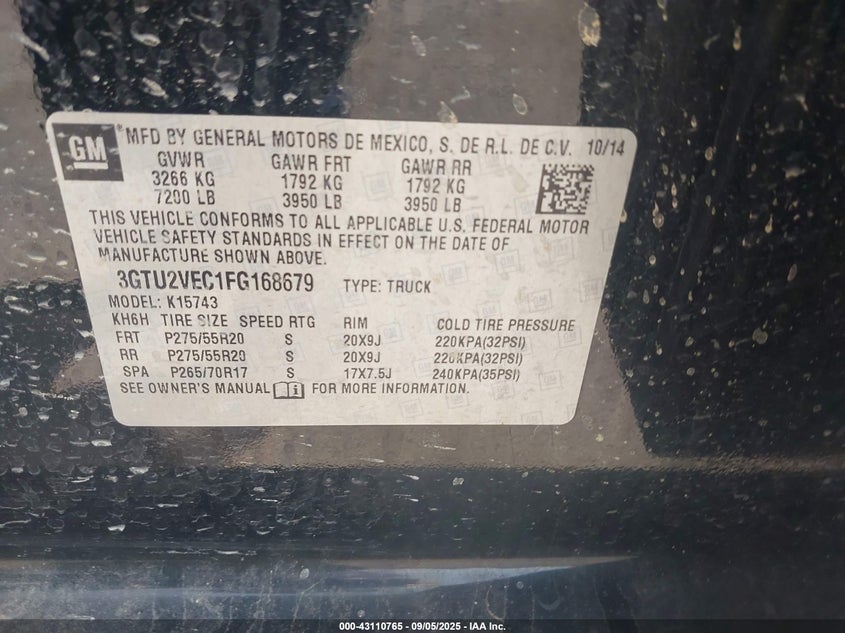 GM
MFD BY GENERAL MOTORS DE MEXICO, S. DE R.L. DE C.V. 10/14
GVWR GAWR FRT GAWR RR
3266 KG 1792 KG 1792 KG
7200 LB 3950 LB 3950 LB
THIS VEHICLE CONFORMS TO ALL APPLICABLE U.S. FEDERAL MOTOR
VEHICLE SAFETY STANDARDS IN EFFECT ON THE DATE OF
MANUFACTURE SHOWN ABOVE.
3GTU2VEC1FG168679 TYPE: TRUCK
MODEL: K15743
KH6H TIRE SIZE SPEED RTG RIM COLD TIRE PRESSURE
FRT P275/55R20 S 20X9J 220KPA(32PSI)
RR P275/55R20 S 20X9J 220KPA(32PSI)
SPA P265/70R17 S 17X7.5J 240KPA(35PSI)
SEE OWNER'S MANUAL FOR MORE INFORMATION.
000-43110765 - 09/05/2025 - IAA Inc.